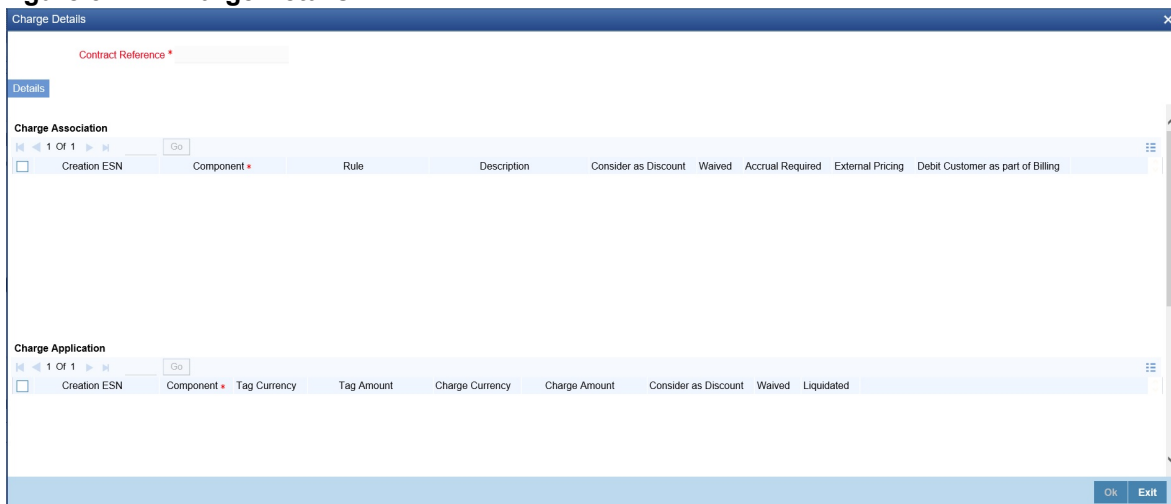 Charge Details
Contract Reference *
Details
Charge Association
1 Of 1 Go
Creation ESN Component * Rule Description Consider as Discount Waived Accrual Required External Pricing Debit Customer as part of Billing
Charge Application
1 Of 1 Go
Creation ESN Component * Tag Currency Tag Amount Charge Currency Charge Amount Consider as Discount Waived Liquidated
Ok Exit